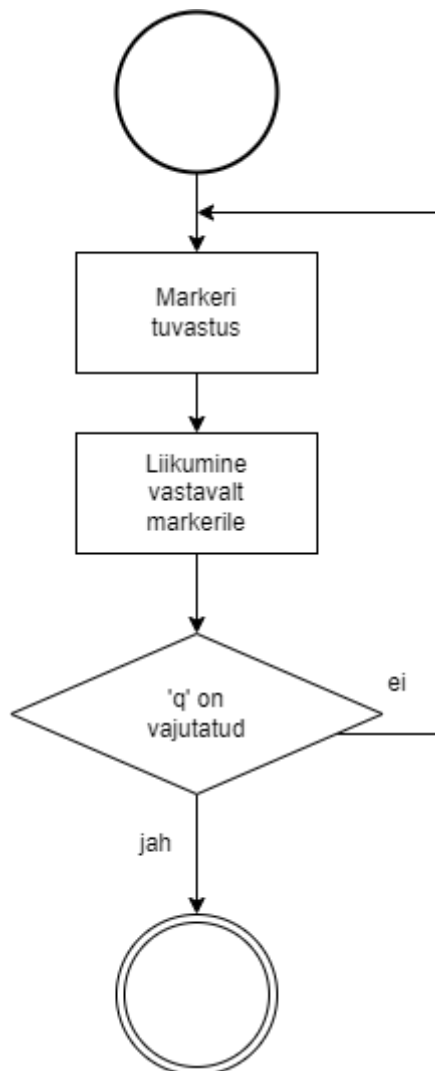 Markeri
tuvastus
Liikumine
vastavalt
markerile
'q' on
vajutatud
ei
jah